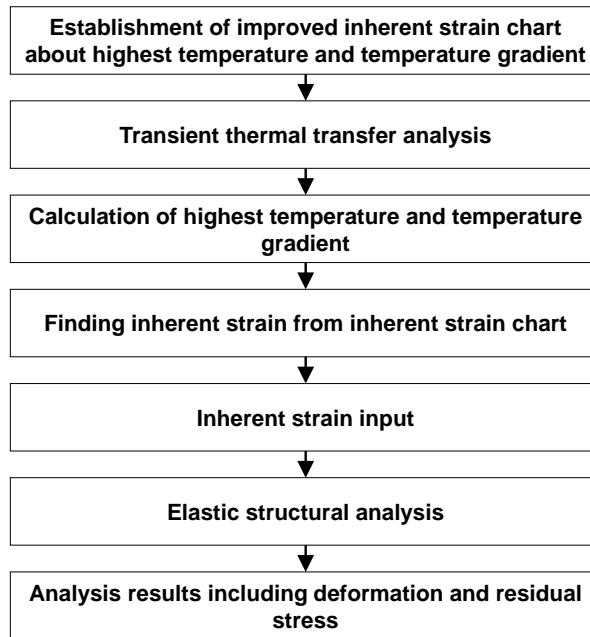 Establishment of improved inherent strain chart
about highest temperature and temperature gradient
Transient thermal transfer analysis
Calculation of highest temperature and temperature
gradient
Finding inherent strain from inherent strain chart
Inherent strain input
Elastic structural analysis
Analysis results including deformation and residual
stress